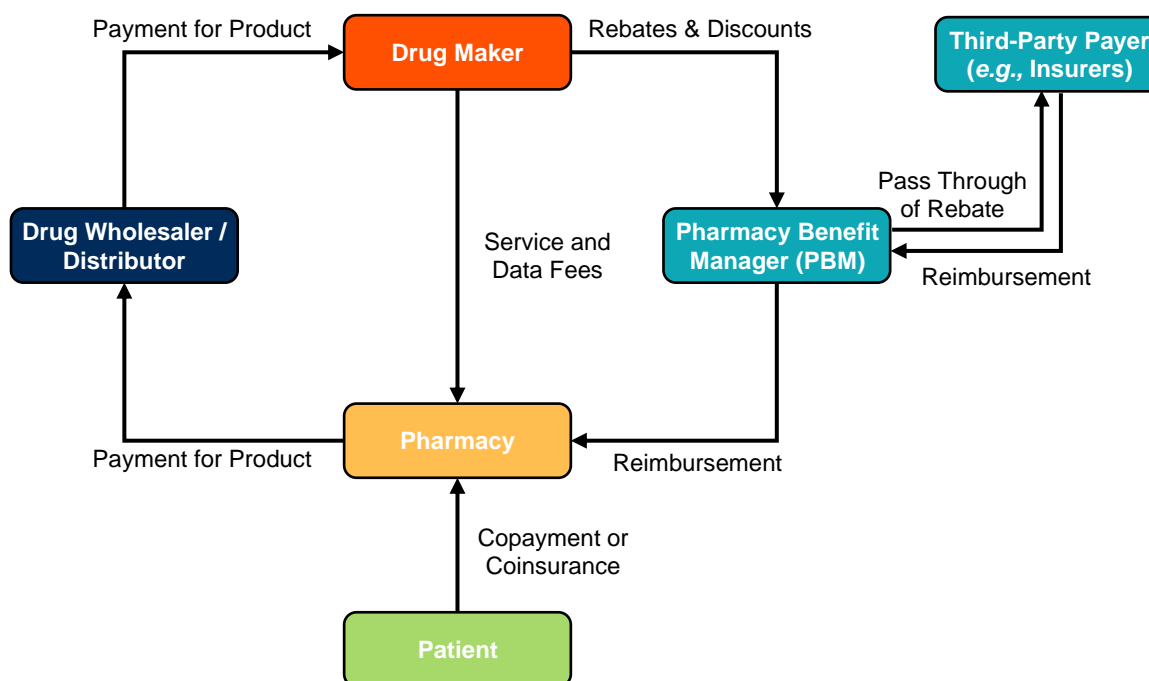 Payment for Product
Drug Maker
Rebates & Discounts
Third-Party Payer
(e.g., Insurers)
Pass Through
of Rebate
Drug Wholesaler /
Distributor
Service and
Data Fees
Pharmacy Benefit
Manager (PBM)
Reimbursement
Pharmacy
Payment for Product
Reimbursement
Copayment or
Coinsurance
Patient